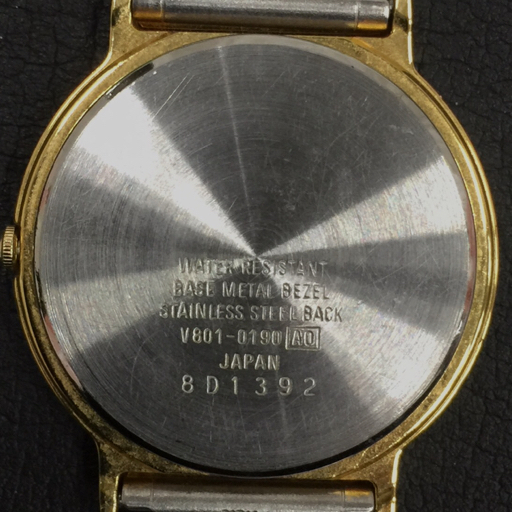 WATER RESISTANT
BASE METAL BEZEL
STAINLESS STEEL BACK
V801-0190 AO
JAPAN
8D1392